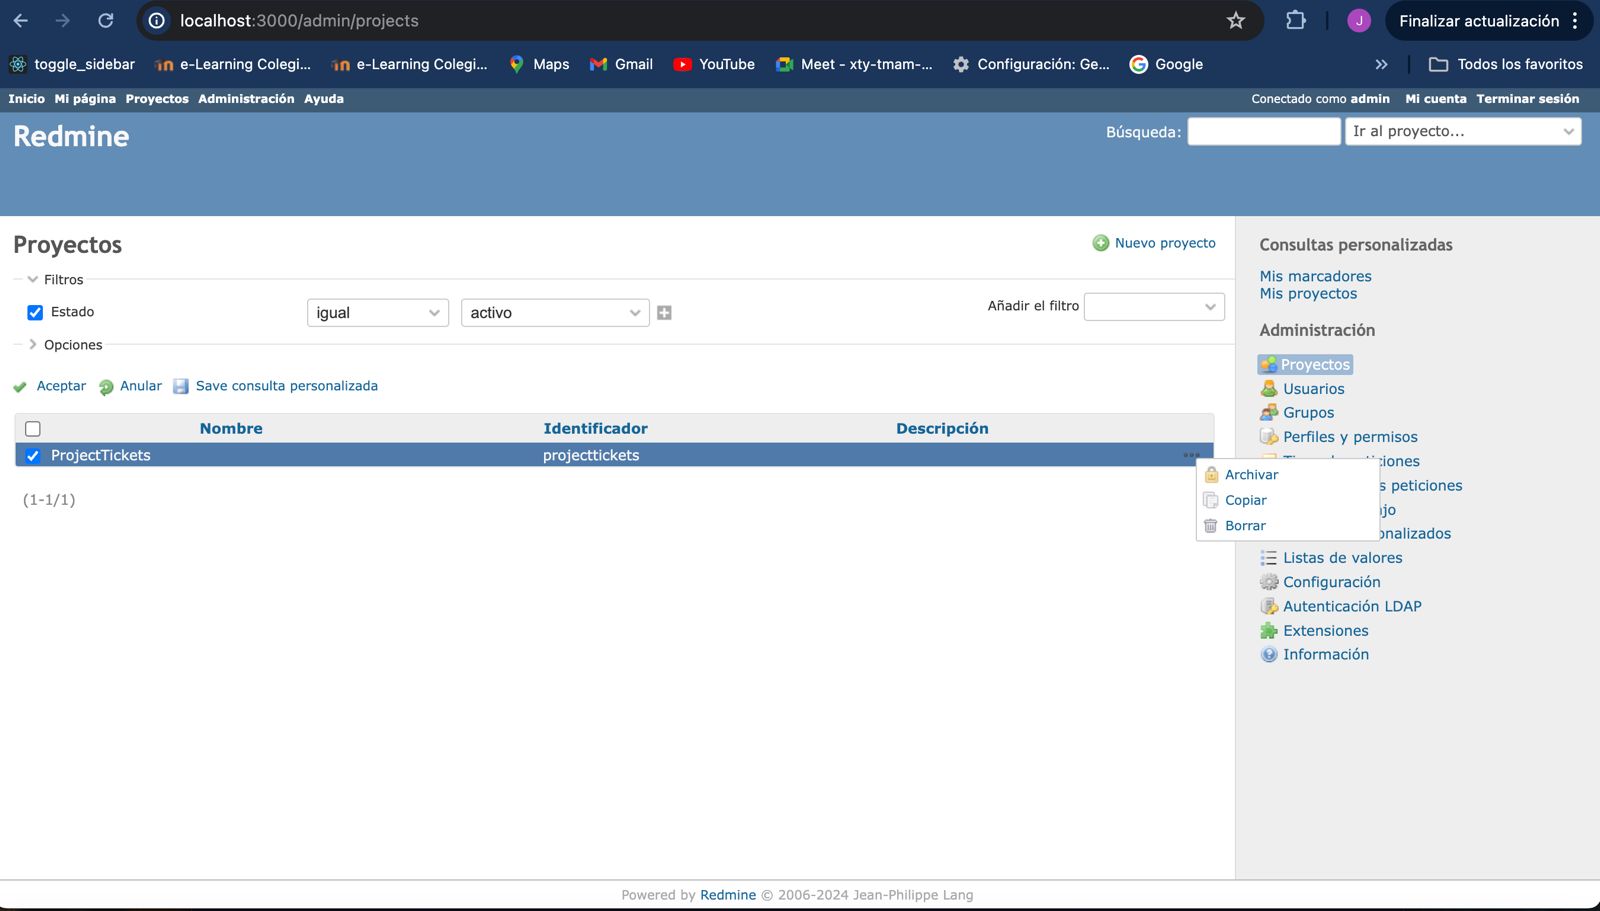 localhost:3000/admin/projects
J
Finalizar actualización
toggle_sidebar
e-Learning Colegi...
e-Learning Colegi...
Maps
Gmail
YouTube
Meet - xty-tmam-...
Configuración: Ge...
Google
»
Todos los favoritos
Inicio Mi página Proyectos Administración Ayuda
Conectado como admin Mi cuenta Terminar sesión
Redmine
Búsqueda:
Ir al proyecto...
Proyectos
Nuevo proyecto
Filtros
Estado
igual
activo
Añadir el filtro
Opciones
Aceptar
Anular
Save consulta personalizada
Nombre
Identificador
Descripción
ProjectTickets
projecttickets
(1-1/1)
Archivar
Copiar
Borrar
Consultas personalizadas
Mis marcadores
Mis proyectos
Administración
Proyectos
Usuarios
Grupos
Perfiles y permisos
iciones
s peticiones
jo
onalizados
Listas de valores
Configuración
Autenticación LDAP
Extensiones
Información
Powered by Redmine © 2006-2024 Jean-Philippe Lang